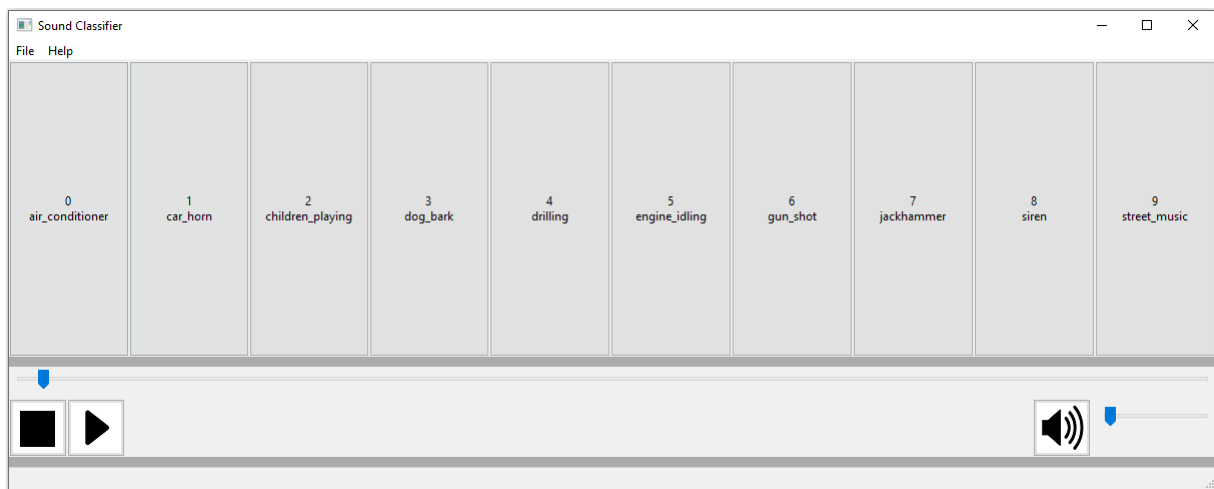 Sound Classifier
File Help
0
air_conditioner
1
car_horn
2
children_playing
3
dog_bark
4
drilling
5
engine_idling
6
gun_shot
7
jackhammer
8
siren
9
street_music